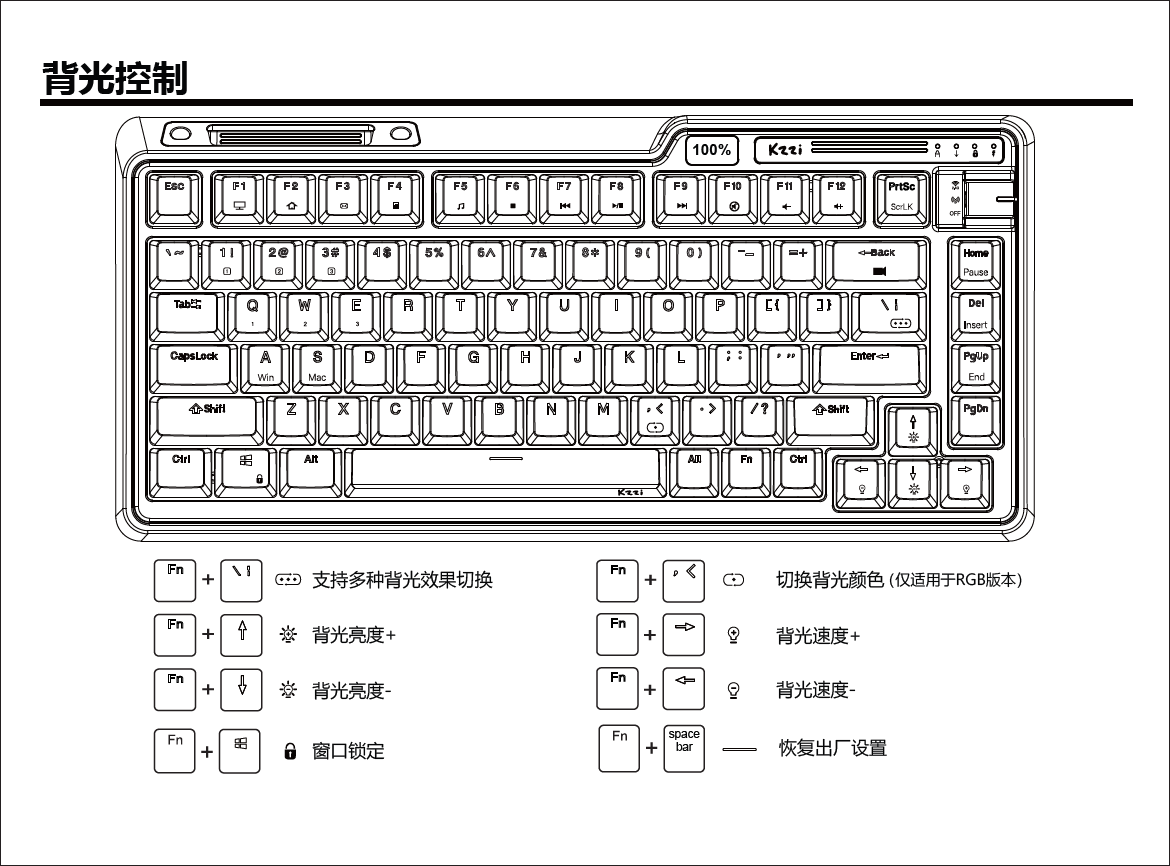 背光控制
100% Kzzi A
Esc F1 F2 F3 F4 F5 F6 F7 F8 F9 F10 F11 F12 PrtSc
ScrLK OFF
1! 2@ 3# 4$ 5% 6^ 7& 8* 9( 0) -_ =+ Back Home
1 2 3 Pause
Tab Q W E R T Y U I O P [{ ]} \| Del
1 2 3 Insert
CapsLock A S D F G H J K L ;: '" Enter PgUp
Win Mac End
Shift Z X C V B N M ,< .> /? Shift PgDn
Ctrl Alt Alt Fn Ctrl
Kzzi
Fn + \| 支持多种背光效果切换
Fn + ,< 切换背光颜色 (仅适用于RGB版本)
Fn + ↑ 背光亮度+
Fn + → 背光速度+
Fn + ↓ 背光亮度-
Fn + ← 背光速度-
Fn + 窗口锁定
Fn + space bar 恢复出厂设置